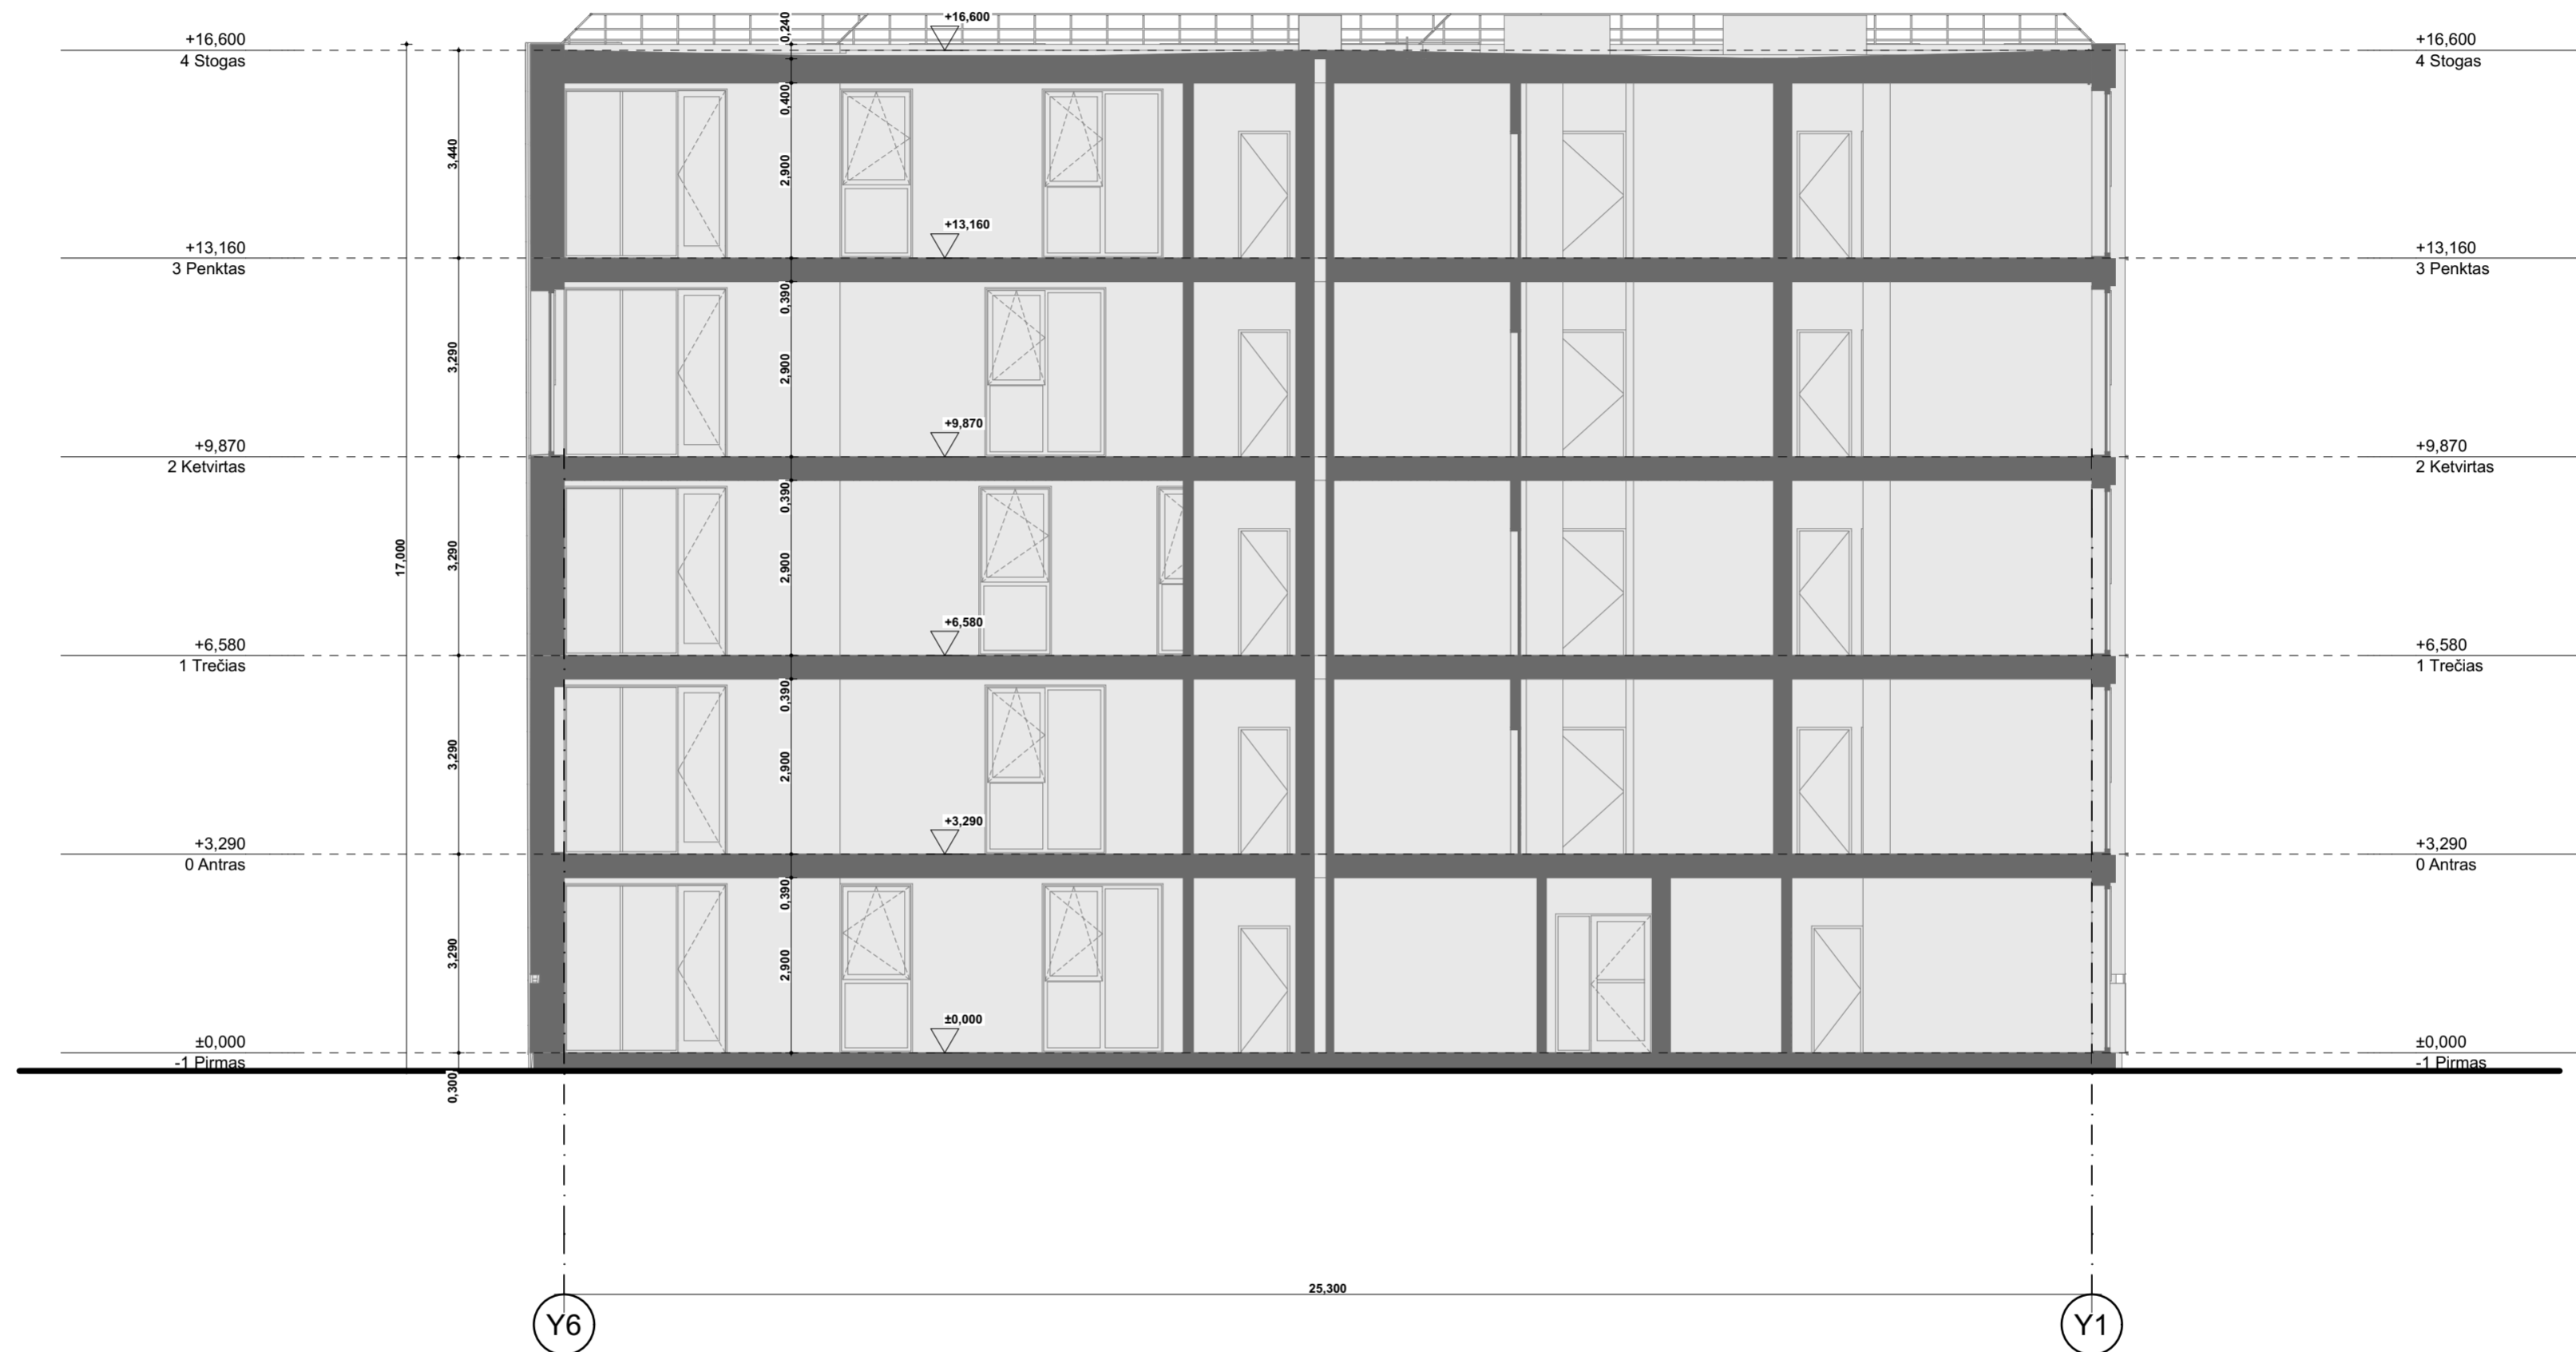 +16,600
4 Stogas
0,240
+16,600
+16,600
4 Stogas
3,440
0,400
2,900
+13,160
3 Penktas
+13,160
+13,160
3 Penktas
3,290
0,390
2,900
+9,870
2 Ketvirtas
+9,870
+9,870
2 Ketvirtas
17,000
3,290
0,390
2,900
+6,580
1 Trečias
+6,580
+6,580
1 Trečias
3,290
0,390
2,900
+3,290
0 Antras
+3,290
+3,290
0 Antras
3,290
0,390
2,900
±0,000
-1 Pirmas
±0,000
±0,000
-1 Pirmas
0,300
25,300
Y6
Y1